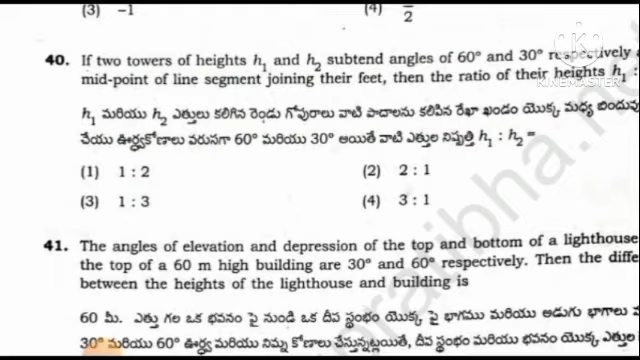 (3) -1 (4) 2
KINEMASTER
40. If two towers of heights h₁ and h₂ subtend angles of 60° and 30° respectively
mid-point of line segment joining their feet, then the ratio of their heights h₁ :
h₁ మరియు h₂ ఎత్తులు కలిగిన రెండు గోపురాలు వాటి పాదాలను కలిపిన రేఖా ఖండం యొక్క మధ్య బిందువు
చేయు ఊర్ధ్వకోణాలు వరుసగా 60° మరియు 30° అయితే వాటి ఎత్తుల నిష్పత్తి h₁ : h₂ =
(1) 1 : 2 (2) 2 : 1
(3) 1 : 3 (4) 3 : 1
41. The angles of elevation and depression of the top and bottom of a lighthouse
the top of a 60 m high building are 30° and 60° respectively. Then the diffe
between the heights of the lighthouse and building is
60 మీ. ఎత్తు గల ఒక భవనం పై నుండి ఒక దీప స్తంభం యొక్క పై భాగము మరియు అడుగు భాగాలు
30° మరియు 60° ఊర్ధ్వ మరియు నిమ్న కోణాలు చేస్తున్నట్లయితే, దీప స్తంభం మరియు భవనం యొక్క ఎత్తుల